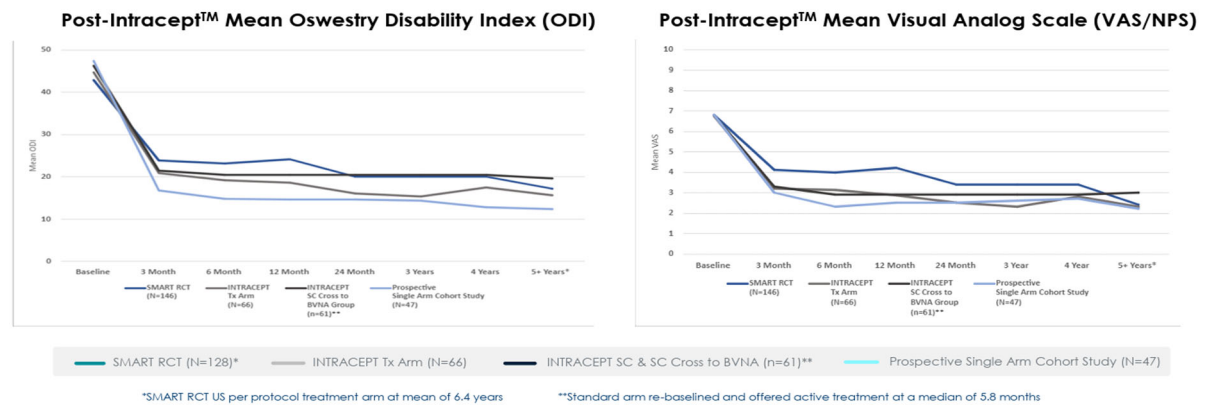 Post-Intracept™ Mean Oswestry Disability Index (ODI)
50
40
30
20
10
0
Mean ODI
Baseline 3 Month 6 Month 12 Month 24 Month 3 Years 4 Years 5+ Years*
SMART RCT
(N=146)
INTRACEPT
Tx Arm
(N=66)
INTRACEPT
SC Cross to
BVNA Group
(n=61)**
Prospective
Single Arm Cohort Study
(N=47)
Post-Intracept™ Mean Visual Analog Scale (VAS/NPS)
10
9
8
7
6
5
4
3
2
1
0
Mean VAS
Baseline 3 Month 6 Month 12 Month 24 Month 3 Year 4 Year 5+ Years*
SMART RCT
(N=146)
INTRACEPT
Tx Arm
(N=66)
INTRACEPT
SC Cross to
BVNA Group
(n=61)**
Prospective
Single Arm Cohort Study
(N=47)
SMART RCT (N=128)* INTRACEPT Tx Arm (N=66) INTRACEPT SC & SC Cross to BVNA (n=61)** Prospective Single Arm Cohort Study (N=47)
*SMART RCT US per protocol treatment arm at mean of 6.4 years **Standard arm re-baselined and offered active treatment at a median of 5.8 months